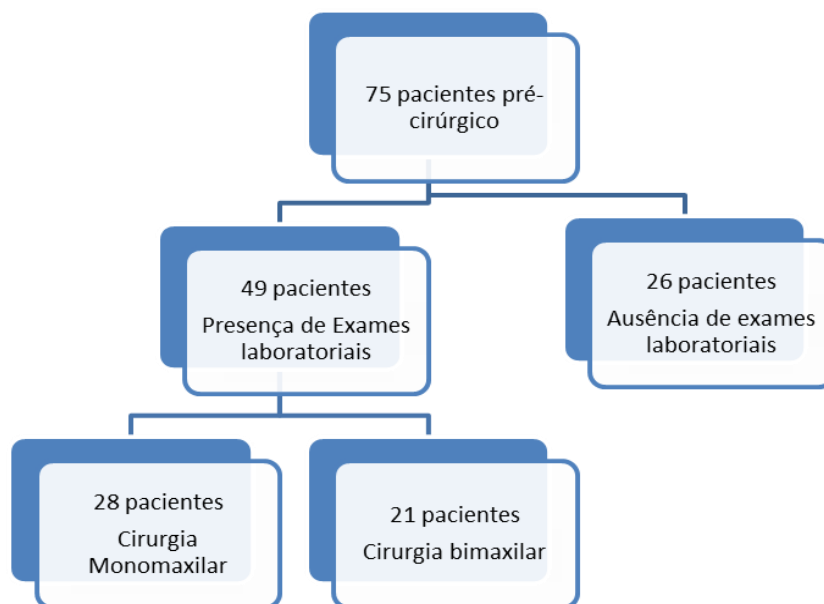 75 pacientes pré-
cirúrgico
49 pacientes
Presença de Exames
laboratoriais
26 pacientes
Ausência de exames
laboratoriais
28 pacientes
Cirurgia
Monomaxilar
21 pacientes
Cirurgia bimaxilar